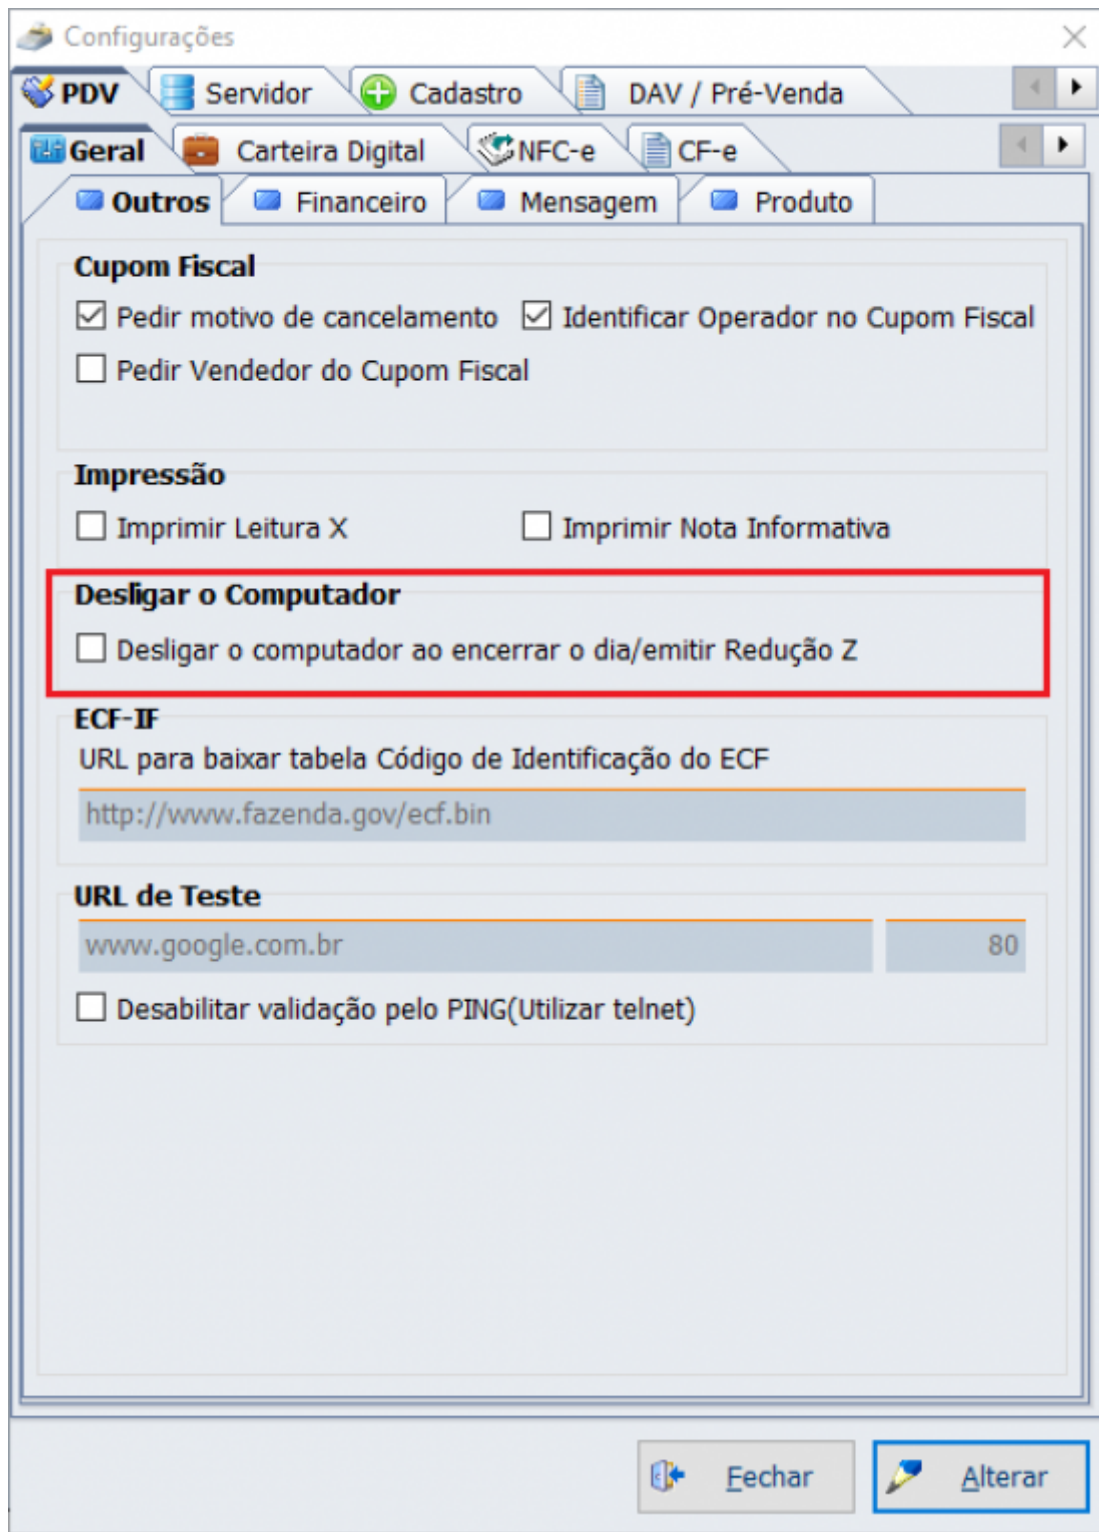 Configurações
PDV Servidor Cadastro DAV / Pré-Venda
Geral Carteira Digital NFC-e CF-e
Outros Financeiro Mensagem Produto
Cupom Fiscal
Pedir motivo de cancelamento Identificar Operador no Cupom Fiscal
Pedir Vendedor do Cupom Fiscal
Impressão
Imprimir Leitura X Imprimir Nota Informativa
Desligar o Computador
Desligar o computador ao encerrar o dia/emitir Redução Z
ECF-IF
URL para baixar tabela Código de Identificação do ECF
http://www.fazenda.gov/ecf.bin
URL de Teste
www.google.com.br 80
Desabilitar validação pelo PING(Utilizar telnet)
Fechar Alterar